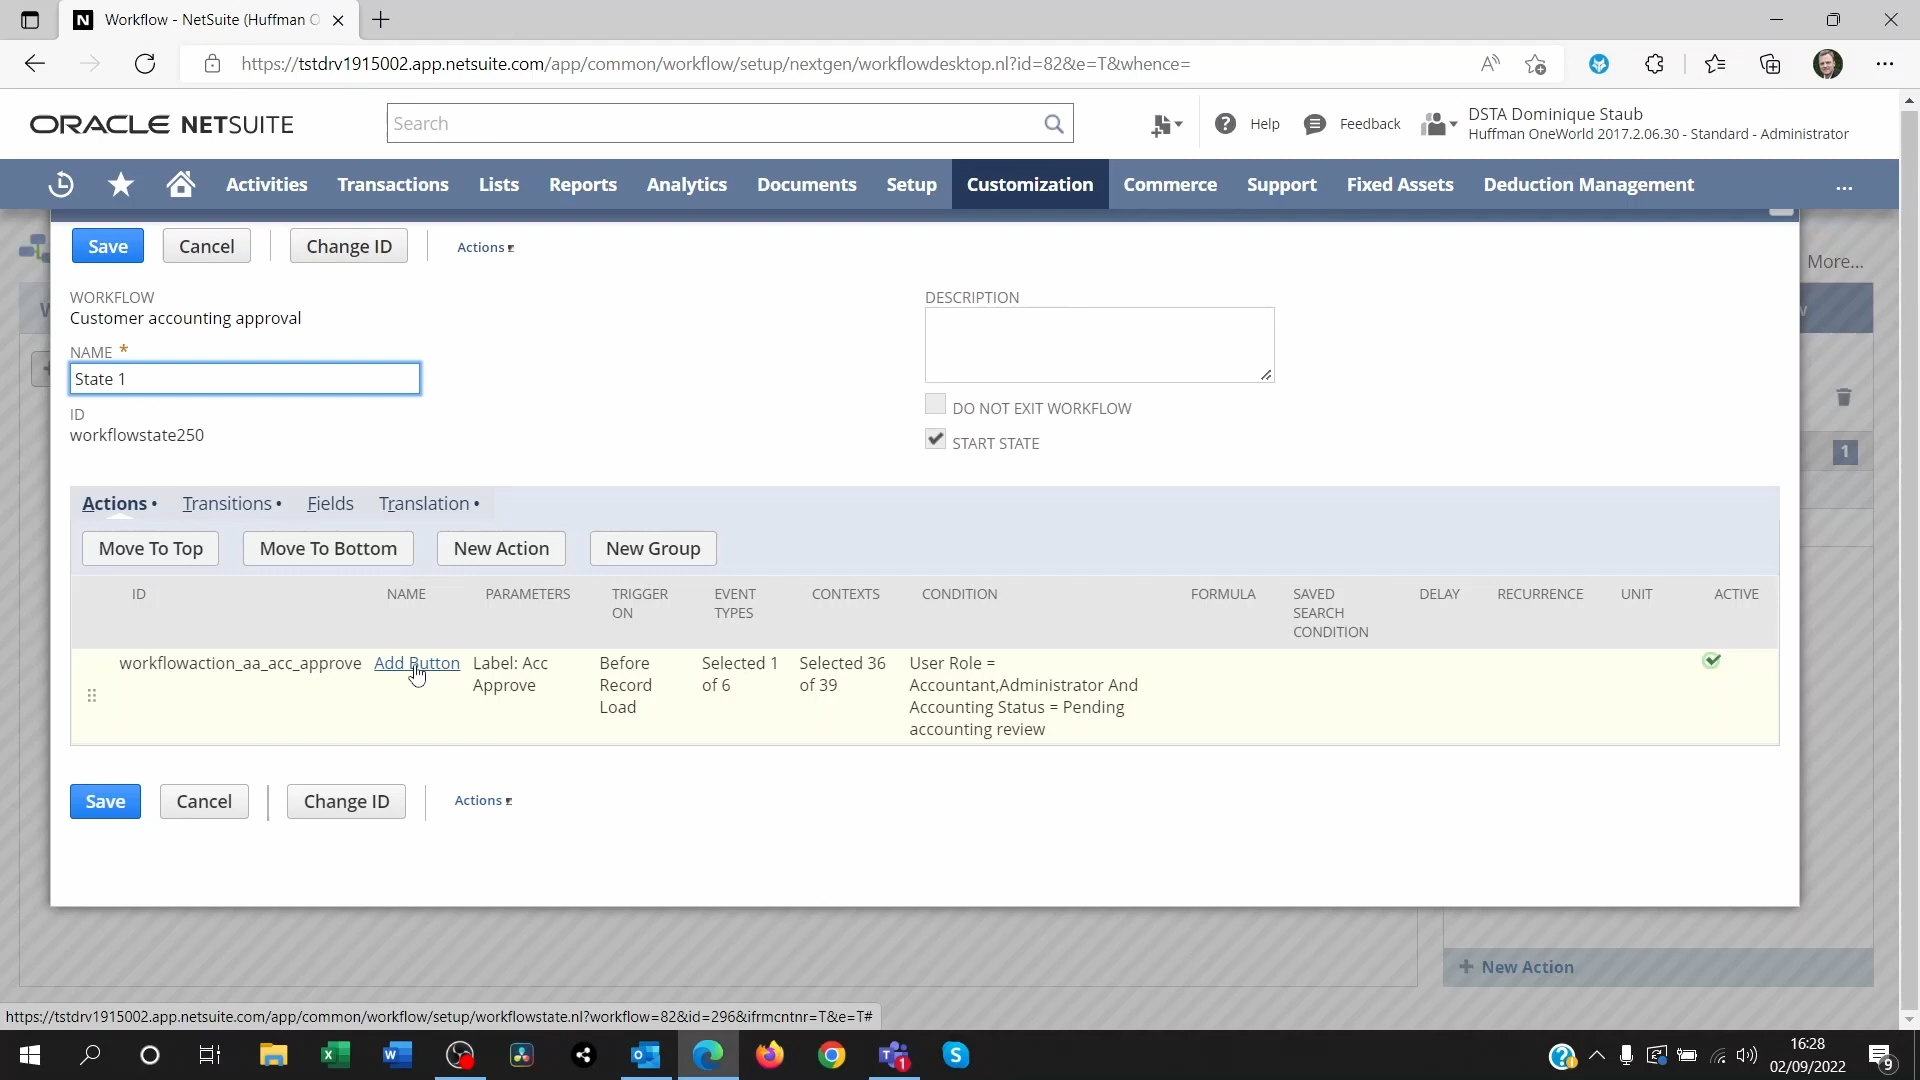 Workflow - NetSuite (Huffman O
https://tstdrv1915002.app.netsuite.com/app/common/workflow/setup/nextgen/workflowdesktop.nl?id=82&e=T&whence=
ORACLE NETSUITE
Search
Help
Feedback
DSTA Dominique Staub
Huffman OneWorld 2017.2.06.30 - Standard - Administrator
Activities Transactions Lists Reports Analytics Documents Setup Customization Commerce Support Fixed Assets Deduction Management ...
Save Cancel Change ID Actions
More...
WORKFLOW
Customer accounting approval
NAME *
State 1
ID
workflowstate250
DESCRIPTION
DO NOT EXIT WORKFLOW
START STATE
1
Actions • Transitions • Fields Translation •
Move To Top Move To Bottom New Action New Group
ID NAME PARAMETERS TRIGGER ON EVENT TYPES CONTEXTS CONDITION FORMULA SAVED SEARCH CONDITION DELAY RECURRENCE UNIT ACTIVE
workflowaction_aa_acc_approve Add Button Label: Acc Approve Before Record Load Selected 1 of 6 Selected 36 of 39 User Role = Accountant,Administrator And Accounting Status = Pending accounting review
Save Cancel Change ID Actions
+ New Action
https://tstdrv1915002.app.netsuite.com/app/common/workflow/setup/workflowstate.nl?workflow=82&id=296&ifrmcntnr=T&e=T#
16:28
02/09/2022
9